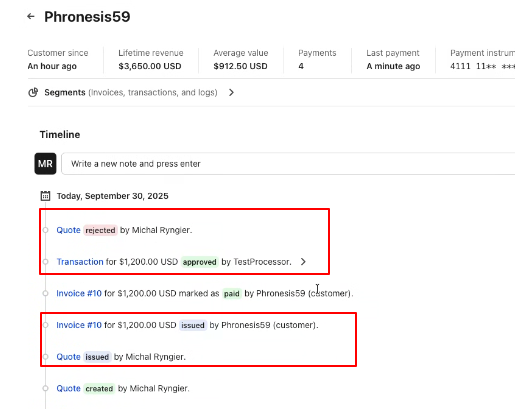 ← Phronesis59
Customer since Lifetime revenue Average value Payments Last payment Payment instrum
An hour ago $3,650.00 USD $912.50 USD 4 A minute ago 4111 11** ***
Segments (Invoices, transactions, and logs)
Timeline
MR Write a new note and press enter
Today, September 30, 2025
Quote rejected by Michal Ryngier.
Transaction for $1,200.00 USD approved by TestProcessor.
Invoice #10 for $1,200.00 USD marked as paid by Phronesis59 (customer).
Invoice #10 for $1,200.00 USD issued by Phronesis59 (customer).
Quote issued by Michal Ryngier.
Quote created by Michal Ryngier.